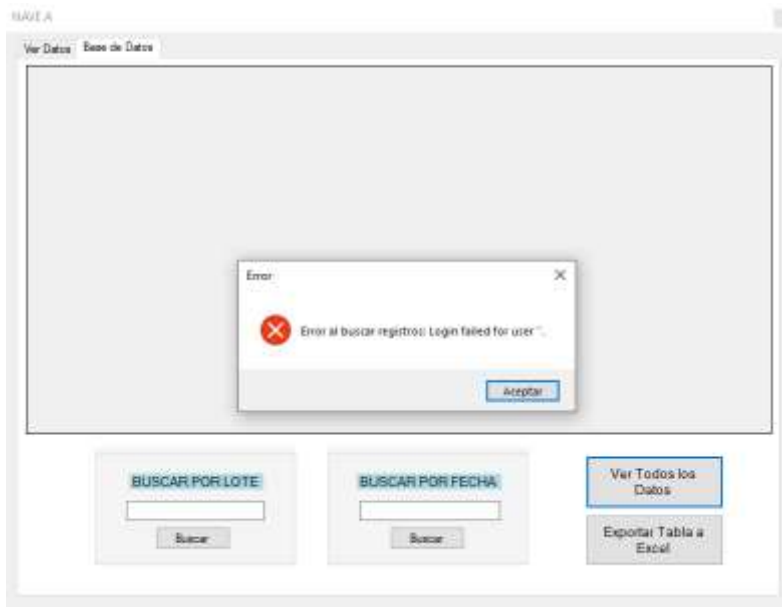 NAVE A
Ver Datos Base de Datos
Error
Error al buscar registros: Login failed for user ''.
Aceptar
BUSCAR POR LOTE
Buscar
BUSCAR POR FECHA
Buscar
Ver Todos los
Datos
Exportar Tabla a
Excel